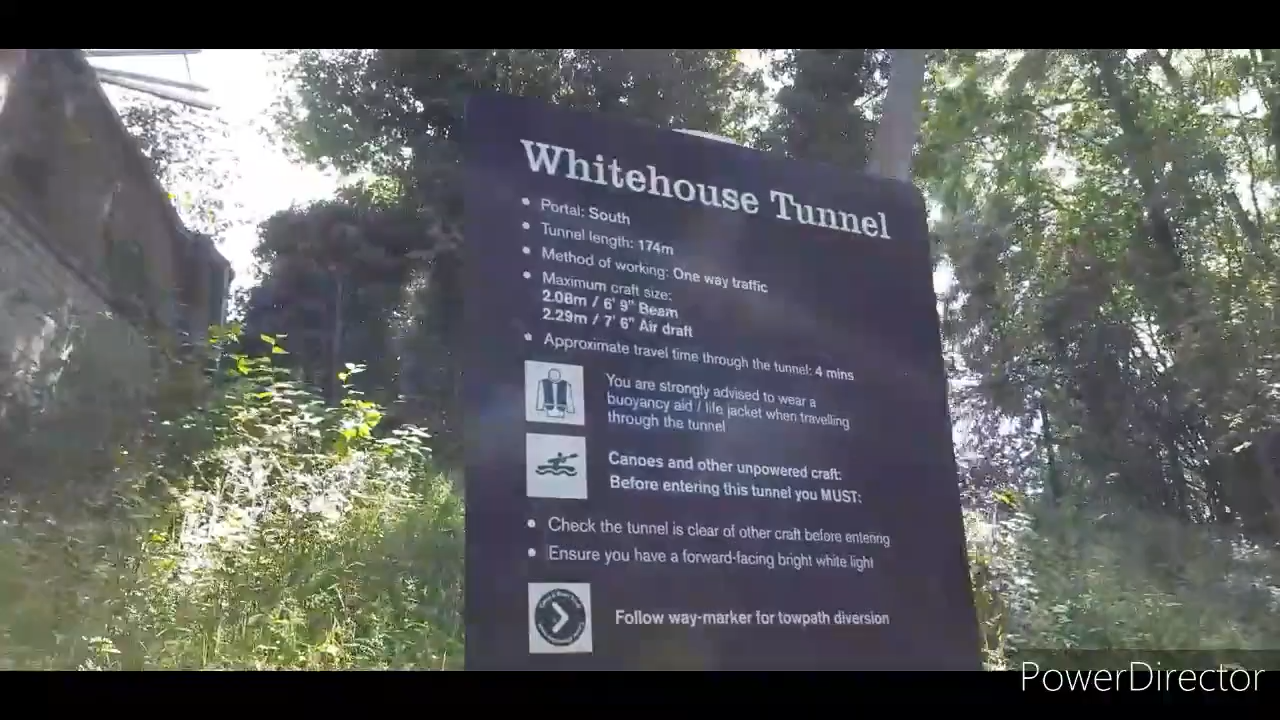 Whitehouse Tunnel
• Portal: South
• Tunnel length: 174m
• Method of working: One way traffic
• Maximum craft size:
2.08m / 6' 9" Beam
2.29m / 7' 6" Air draft
• Approximate travel time through the tunnel: 4 mins
You are strongly advised to wear a
buoyancy aid / life jacket when travelling
through the tunnel
Canoes and other unpowered craft:
Before entering this tunnel you MUST:
• Check the tunnel is clear of other craft before entering
• Ensure you have a forward-facing bright white light
Follow way-marker for towpath diversion
PowerDirector